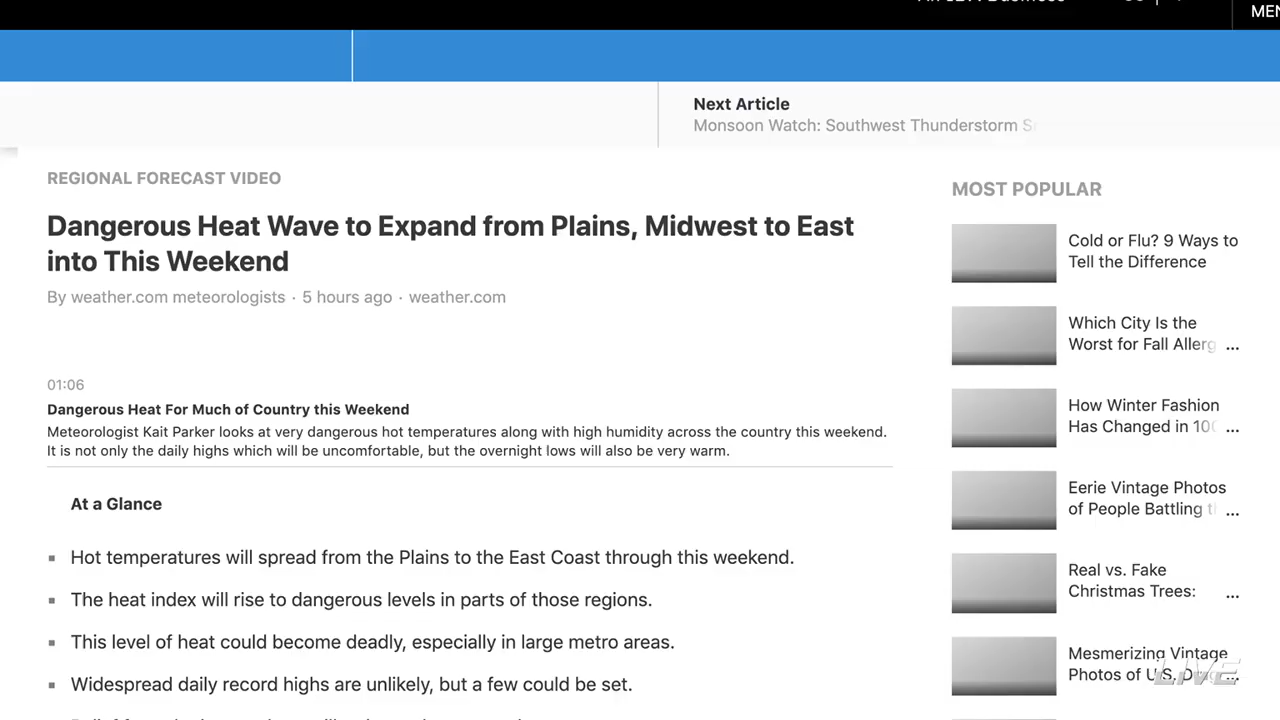 MEN
Next Article
Monsoon Watch: Southwest Thunderstorm
REGIONAL FORECAST VIDEO
Dangerous Heat Wave to Expand from Plains, Midwest to East
into This Weekend
By weather.com meteorologists · 5 hours ago · weather.com
01:06
Dangerous Heat For Much of Country this Weekend
Meteorologist Kait Parker looks at very dangerous hot temperatures along with high humidity across the country this weekend.
It is not only the daily highs which will be uncomfortable, but the overnight lows will also be very warm.
At a Glance
Hot temperatures will spread from the Plains to the East Coast through this weekend.
The heat index will rise to dangerous levels in parts of those regions.
This level of heat could become deadly, especially in large metro areas.
Widespread daily record highs are unlikely, but a few could be set.
MOST POPULAR
Cold or Flu? 9 Ways to
Tell the Difference
Which City Is the
Worst for Fall Allerg ...
How Winter Fashion
Has Changed in 100 ...
Eerie Vintage Photos
of People Battling ...
Real vs. Fake
Christmas Trees: ...
Mesmerizing Vintage
Photos of U.S. ...
LIVE